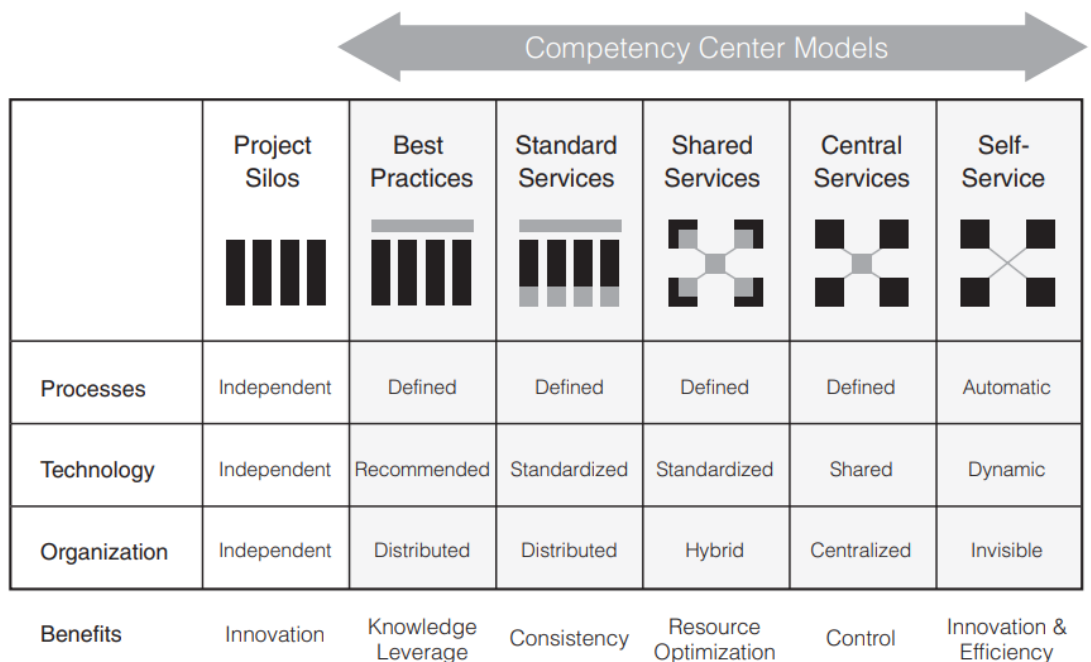 Competency Center Models
Project
Silos
Best
Practices
Standard
Services
Shared
Services
Central
Services
Self-
Service
Processes
Independent
Defined
Defined
Defined
Defined
Automatic
Technology
Independent
Recommended
Standardized
Standardized
Shared
Dynamic
Organization
Independent
Distributed
Distributed
Hybrid
Centralized
Invisible
Benefits
Innovation
Knowledge
Leverage
Consistency
Resource
Optimization
Control
Innovation &
Efficiency